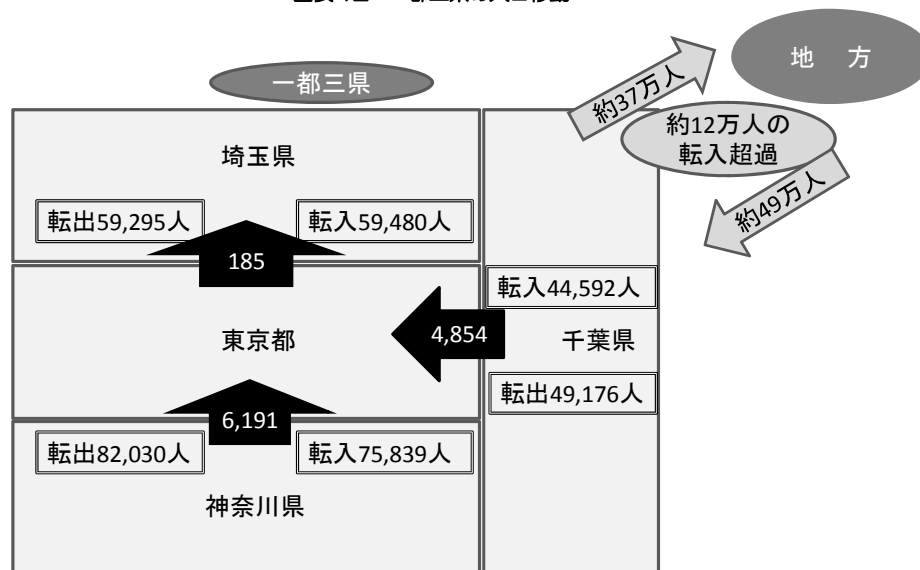 地 方
一都三県
約37万人
約12万人の
転入超過
約49万人
埼玉県
転出59,295人
転入59,480人
185
転入44,592人
東京都
4,854
千葉県
転出49,176人
6,191
転出82,030人
転入75,839人
神奈川県